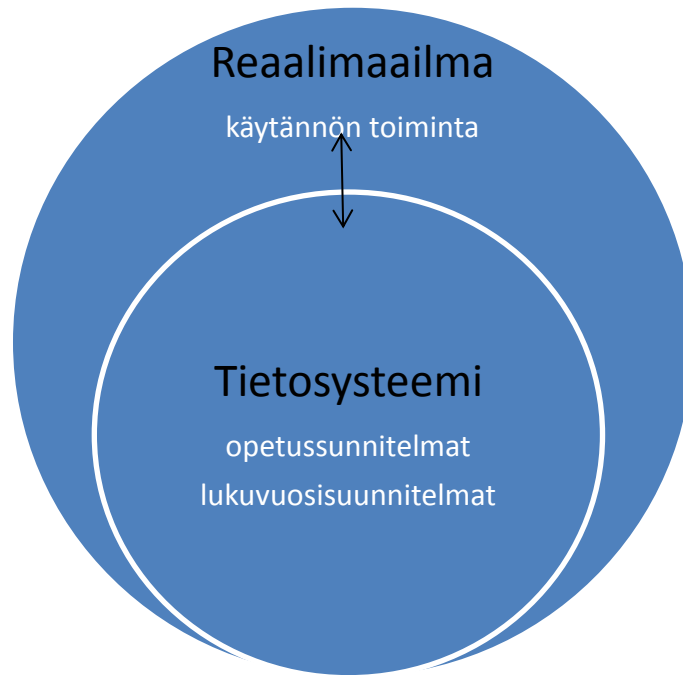 Reaalimaailma
käytännön toiminta
Tietosysteemi
opetussunnitelmat
lukuvuosisuunnitelmat